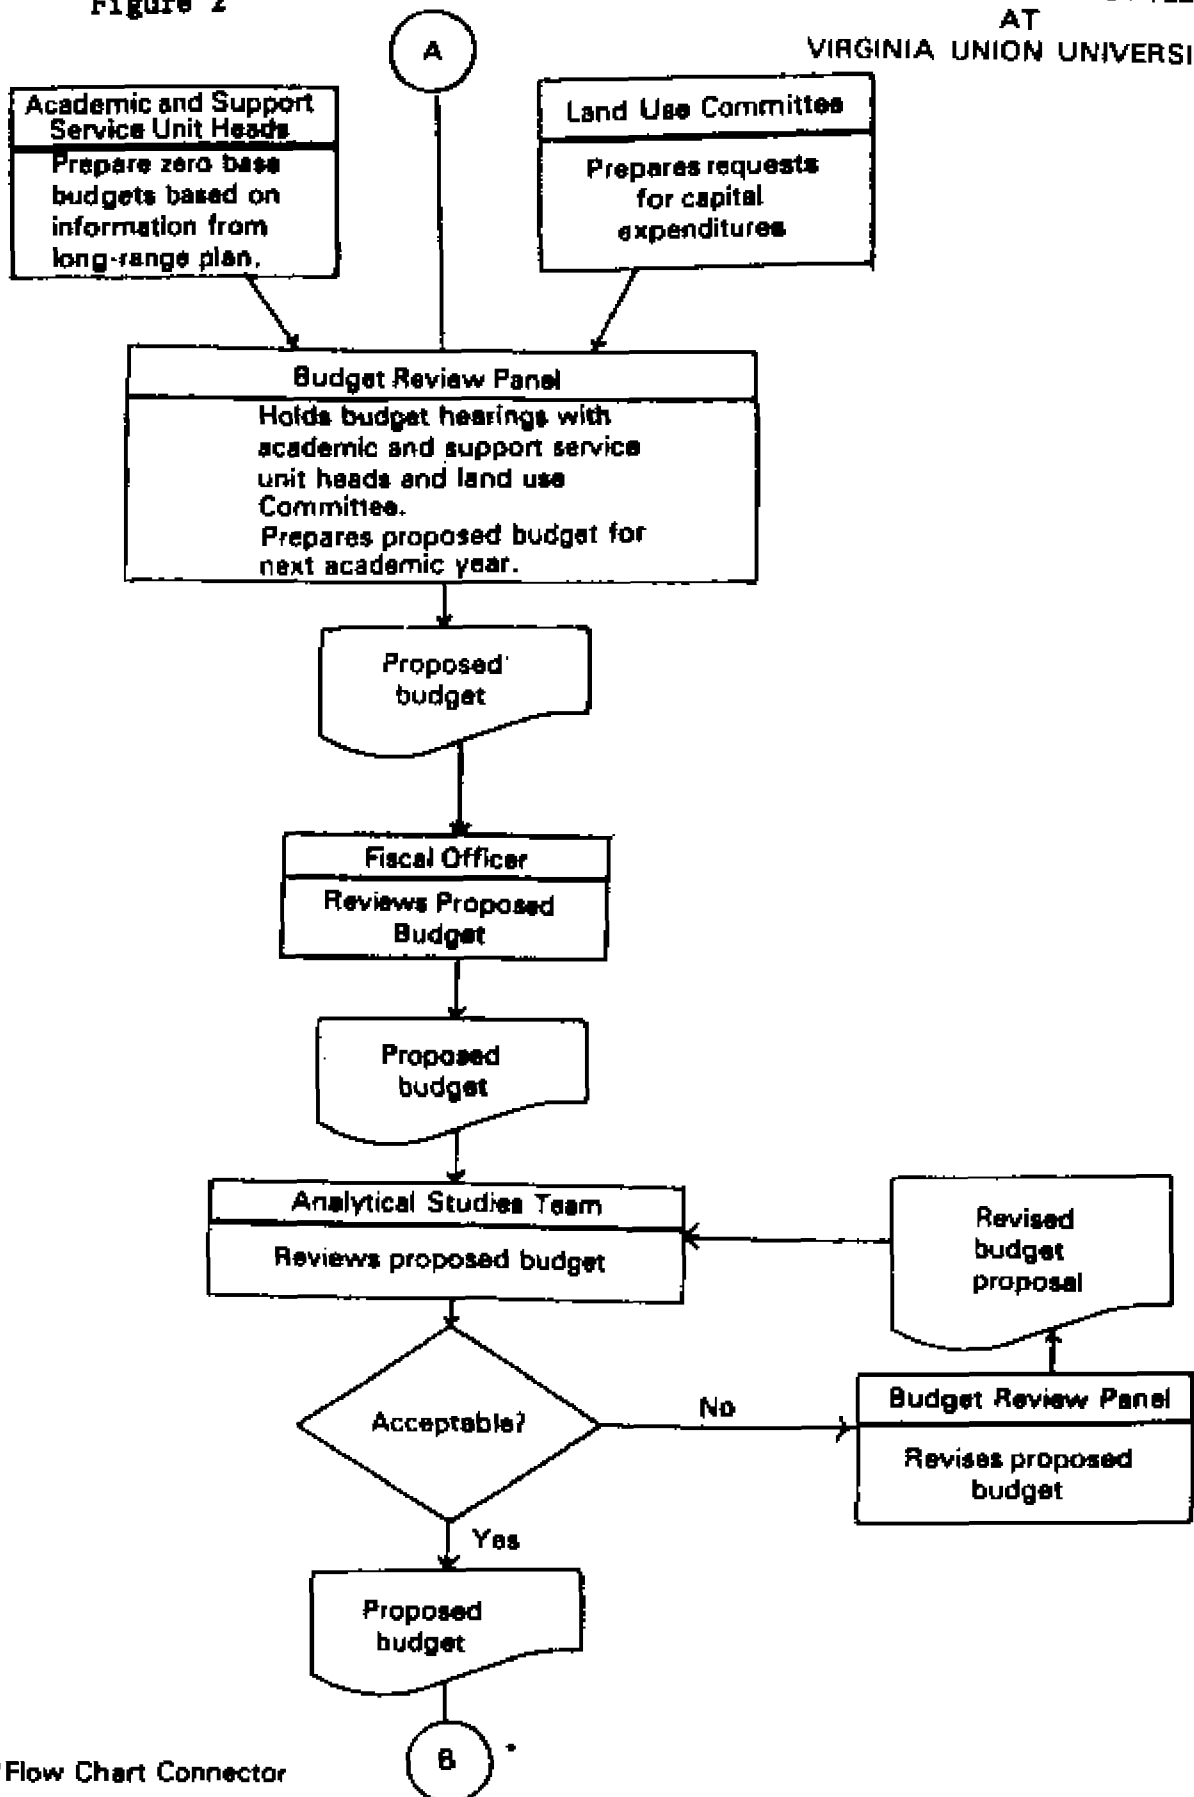 Figure 2
AT
VIRGINIA UNION UNIVERSI
A
Academic and Support
Service Unit Heads
Prepare zero base
budgets based on
information from
long-range plan.
Land Use Committee
Prepares requests
for capital
expenditures
Budget Review Panel
Holds budget hearings with
academic and support service
unit heads and land use
Committee.
Prepares proposed budget for
next academic year.
Proposed
budget
Fiscal Officer
Reviews Proposed
Budget
Proposed
budget
Analytical Studies Team
Reviews proposed budget
Revised
budget
proposal
Acceptable?
No
Budget Review Panel
Revises proposed
budget
Yes
Proposed
budget
B *
*Flow Chart Connector